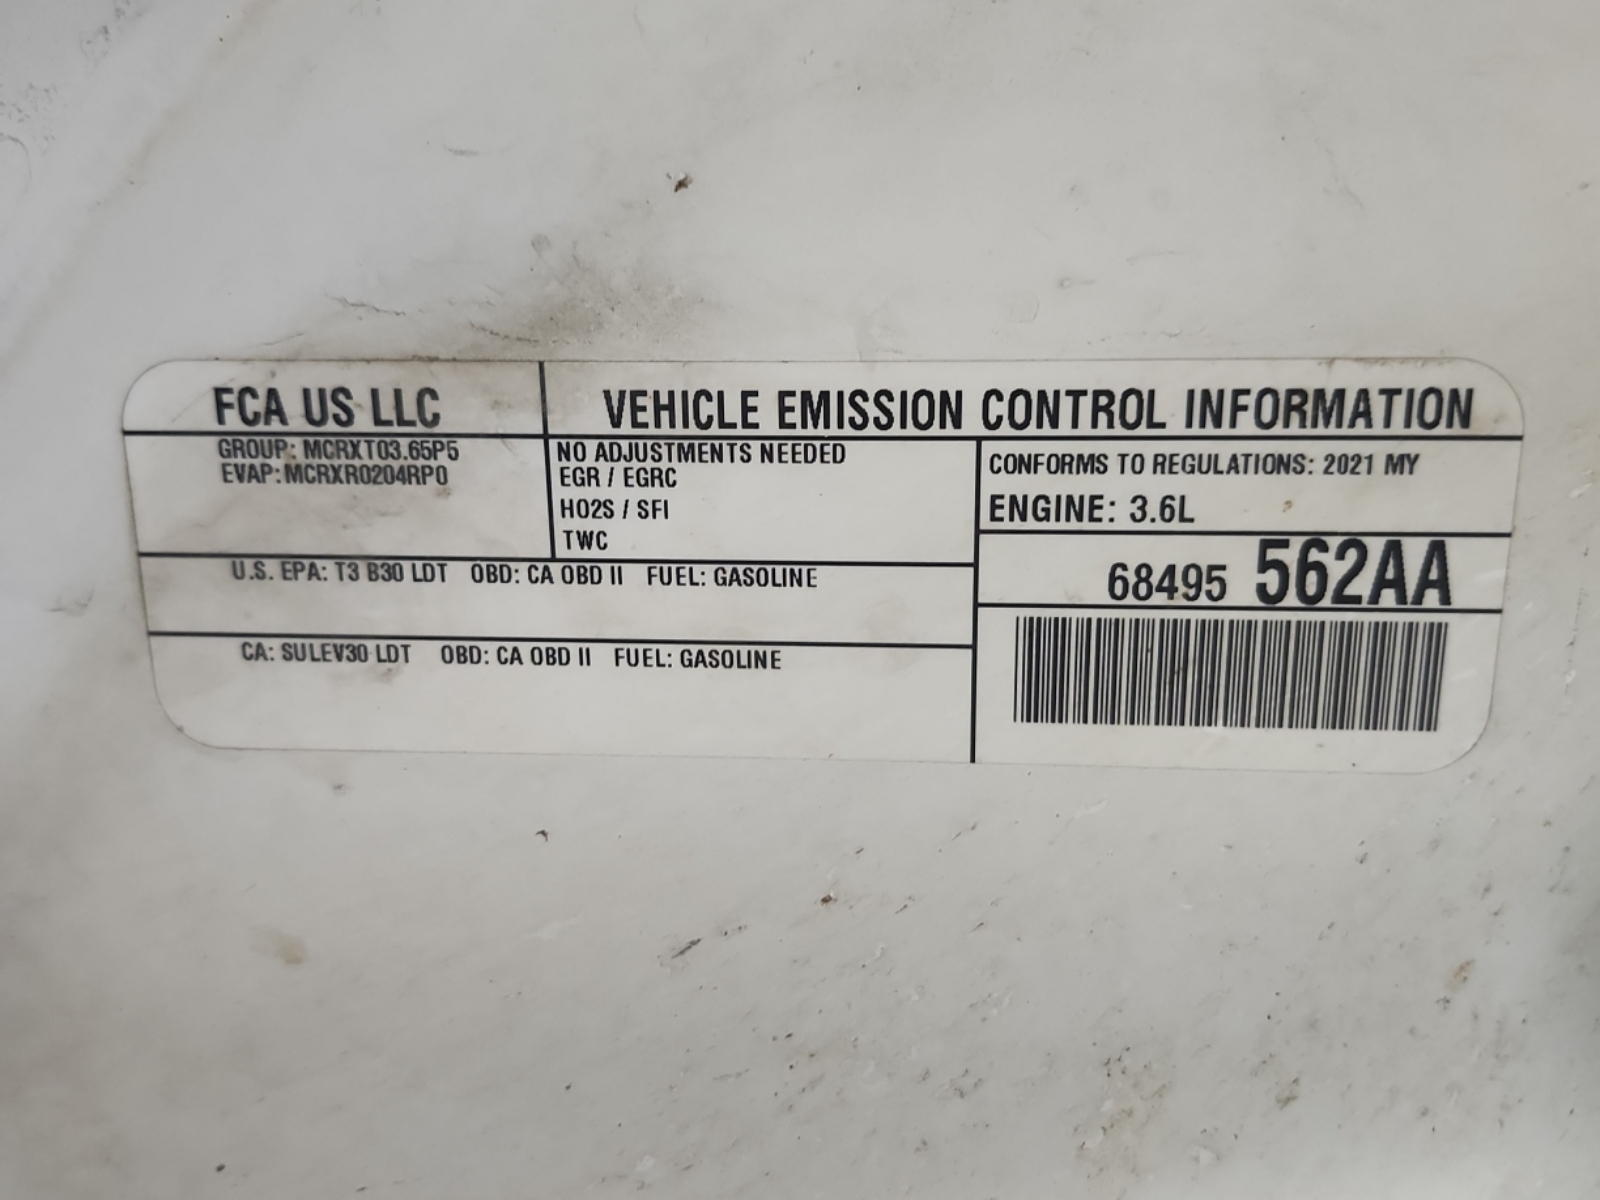 FCA US LLC
VEHICLE EMISSION CONTROL INFORMATION
GROUP: MCRXT03.65P5
EVAP: MCRXR0204RP0
NO ADJUSTMENTS NEEDED
EGR / EGRC
HO2S / SFI
TWC
CONFORMS TO REGULATIONS: 2021 MY
ENGINE: 3.6L
U.S. EPA: T3 B30 LDT OBD: CA OBD II FUEL: GASOLINE
68495 562AA
CA: SULEV30 LDT OBD: CA OBD II FUEL: GASOLINE